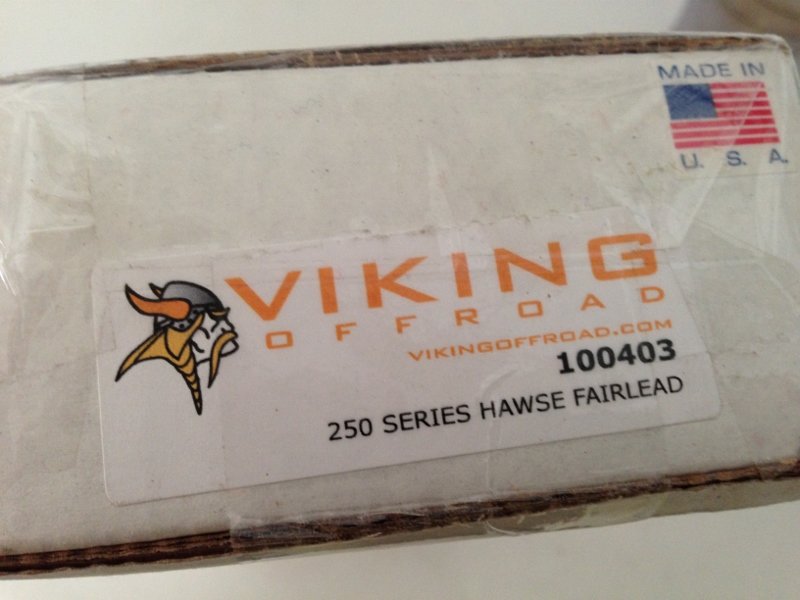 MADE IN
U. S. A.
VIKING
OFFROAD
VIKINGOFFROAD.COM
100403
250 SERIES HAWSE FAIRLEAD